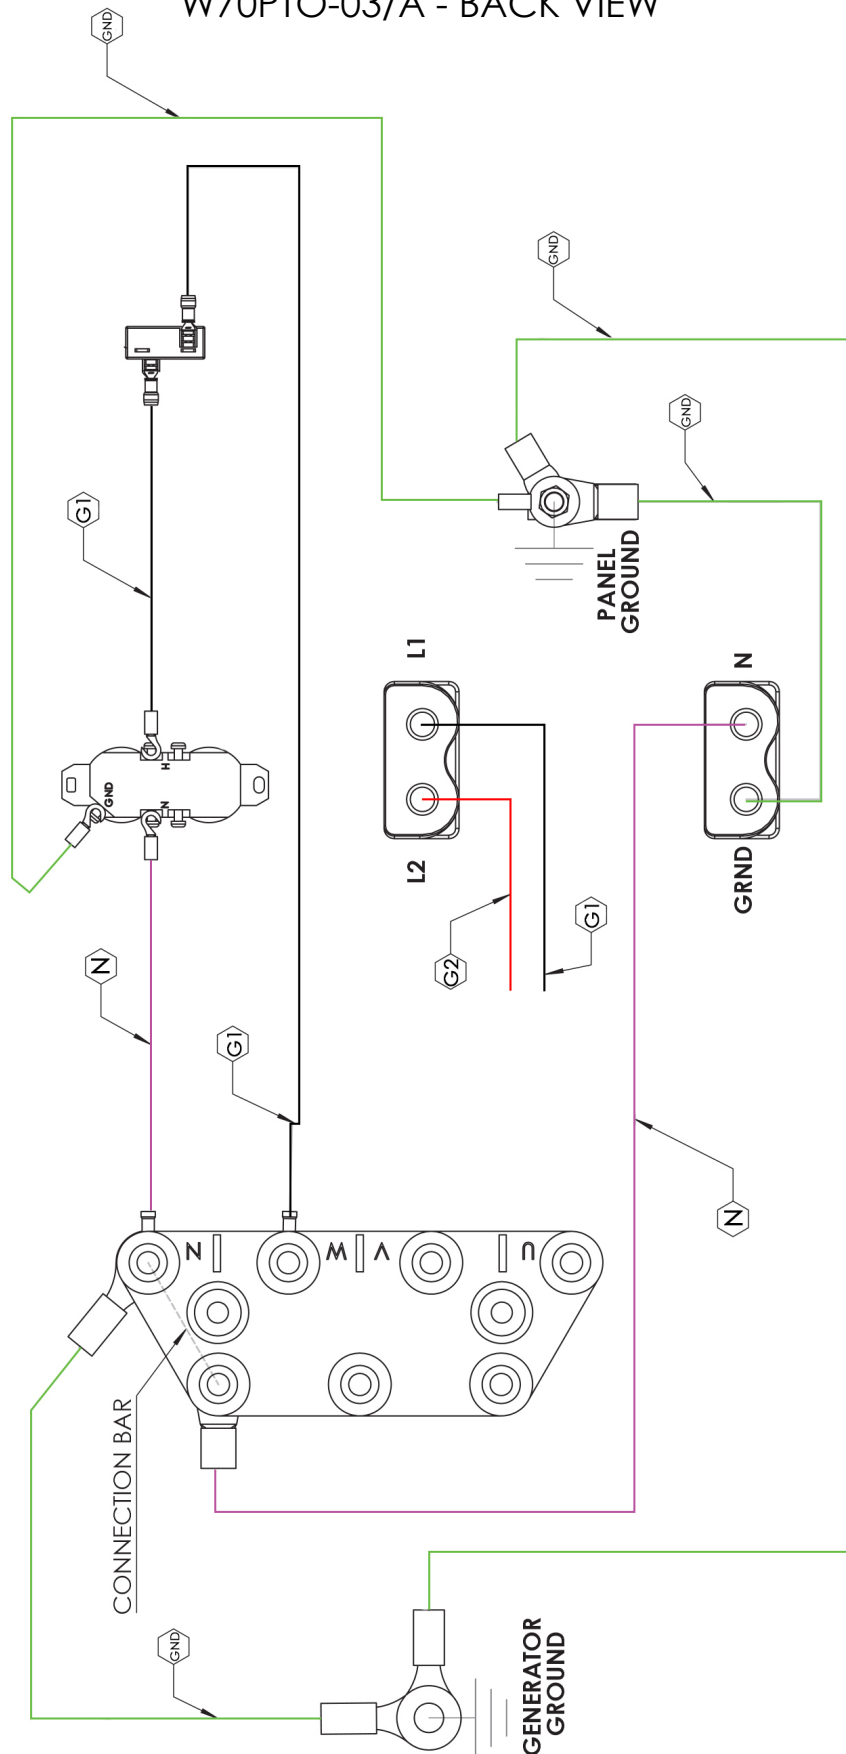 W70PTO-03/A - BACK VIEW
GND
GND
GND
G1
PANEL
GROUND
L1
N
H
GND
N
L2
GRND
G1
G2
N
G1
N
N
W
V
U
CONNECTION BAR
GND
GENERATOR
GROUND